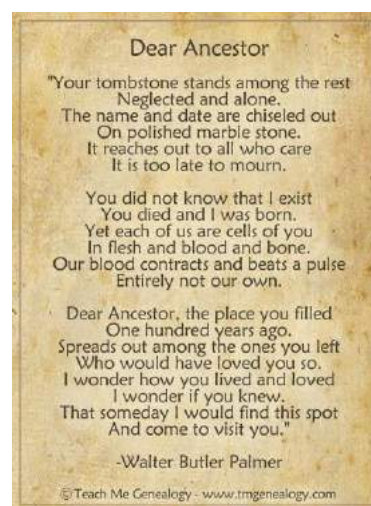 Dear Ancestor
"Your tombstone stands among the rest
Neglected and alone.
The name and date are chiseled out
On polished marble stone.
It reaches out to all who care
It is too late to mourn.
You did not know that I exist
You died and I was born.
Yet each of us are cells of you
In flesh and blood and bone.
Our blood contracts and beats a pulse
Entirely not our own.
Dear Ancestor, the place you filled
One hundred years ago.
Spreads out among the ones you left
Who would have loved you so.
I wonder how you lived and loved
I wonder if you knew.
That someday I would find this spot
And come to visit you."
-Walter Butler Palmer
©Teach Me Genealogy - www.tmgenealogy.com